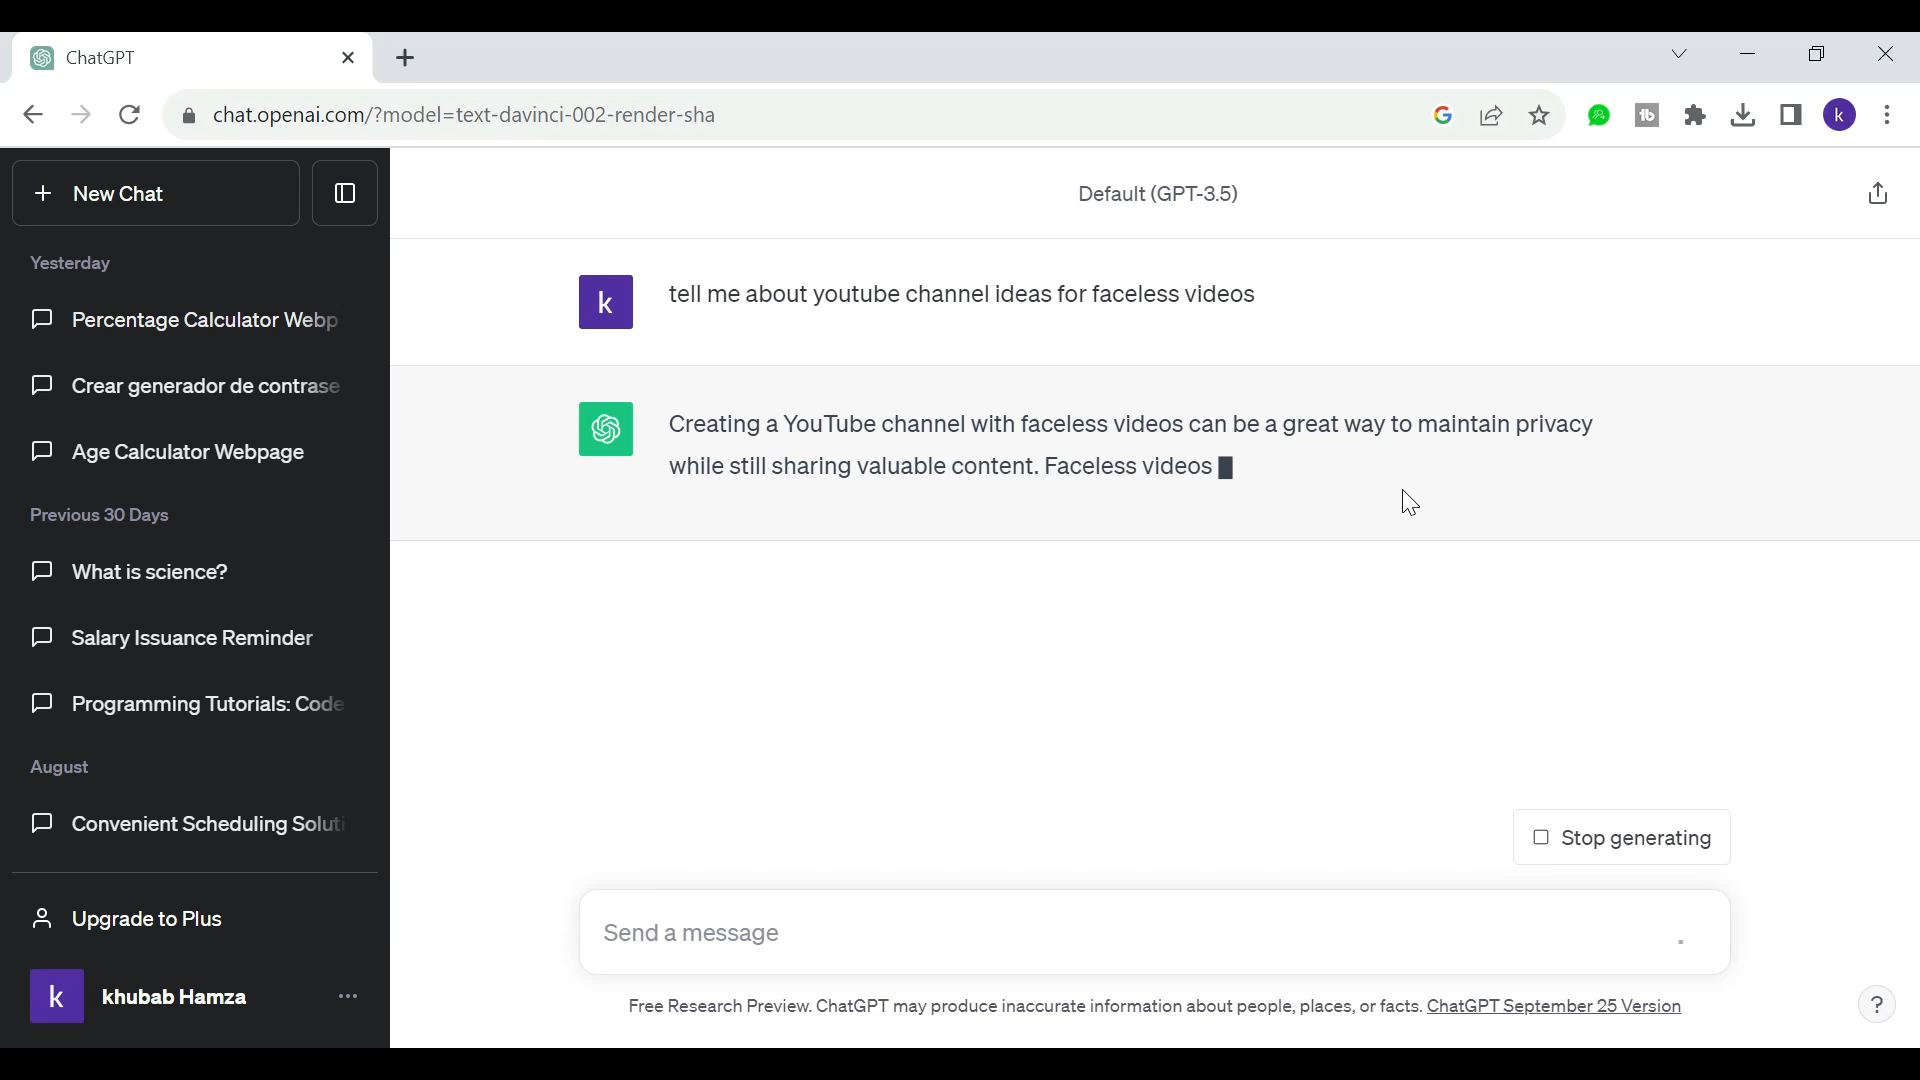 ChatGPT
chat.openai.com/?model=text-davinci-002-render-sha
k
New Chat
Default (GPT-3.5)
Yesterday
Percentage Calculator Webp
Crear generador de contrase
Age Calculator Webpage
Previous 30 Days
What is science?
Salary Issuance Reminder
Programming Tutorials: Code
August
Convenient Scheduling Soluti
Upgrade to Plus
k
khubab Hamza
k
tell me about youtube channel ideas for faceless videos
Creating a YouTube channel with faceless videos can be a great way to maintain privacy
while still sharing valuable content. Faceless videos
Stop generating
Send a message
Free Research Preview. ChatGPT may produce inaccurate information about people, places, or facts. ChatGPT September 25 Version
?